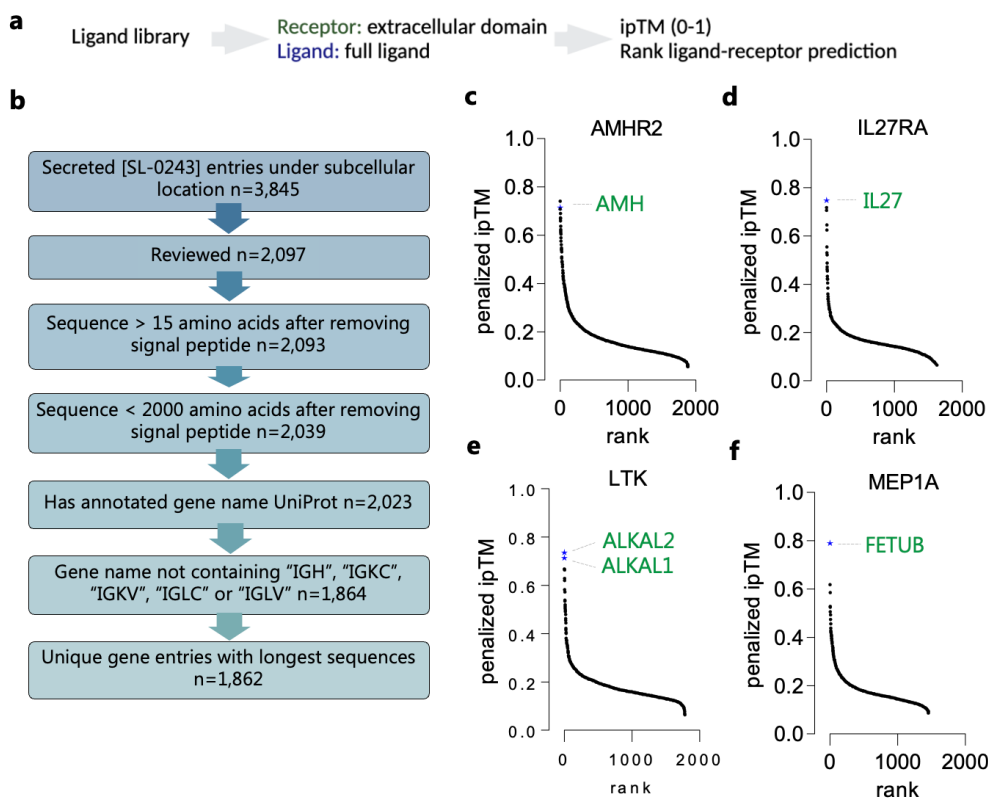 a
Ligand library
Receptor: extracellular domain
Ligand: full ligand
ipTM (0-1)
Rank ligand-receptor prediction
b
Secreted [SL-0243] entries under subcellular
location n=3,845
Reviewed n=2,097
Sequence > 15 amino acids after removing
signal peptide n=2,093
Sequence < 2000 amino acids after removing
signal peptide n=2,039
Has annotated gene name UniProt n=2,023
Gene name not containing “IGH”, “IGKC”,
“IGKV”, “IGLC” or “IGLV” n=1,864
Unique gene entries with longest sequences
n=1,862
c
AMHR2
penalized ipTM
1.0
0.8
0.6
0.4
0.2
0.0
AMH
0
1000
2000
rank
d
IL27RA
penalized ipTM
1.0
0.8
0.6
0.4
0.2
0.0
IL27
0
1000
2000
rank
e
LTK
penalized ipTM
1.0
0.8
0.6
0.4
0.2
0.0
ALKAL2
ALKAL1
0
1000
2000
rank
f
MEP1A
penalized ipTM
1.0
0.8
0.6
0.4
0.2
0.0
FETUB
0
1000
2000
rank